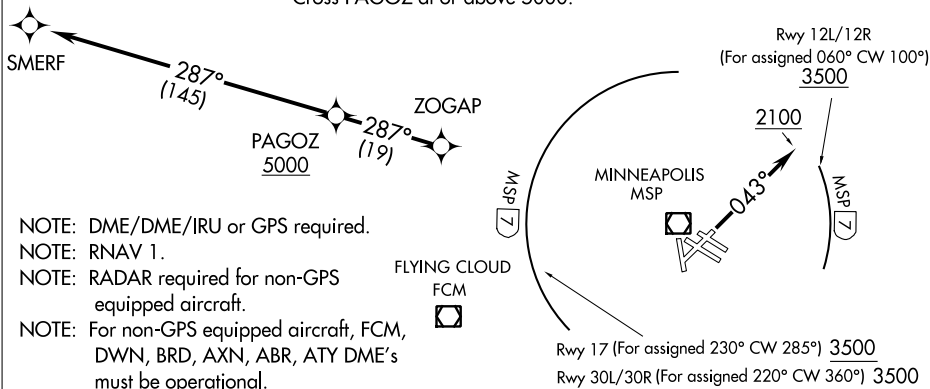 Cross PAGOZ at or above 5000.
SMERF
287°
(145)
PAGOZ
5000
287°
(19)
ZOGAP
Rwy 12L/12R
(For assigned 060° CW 100°)
3500
2100
MINNEAPOLIS
MSP
043°
MSP 7
MSP 7
NOTE: DME/DME/IRU or GPS required.
NOTE: RNAV 1.
NOTE: RADAR required for non-GPS
equipped aircraft.
NOTE: For non-GPS equipped aircraft, FCM,
DWN, BRD, AXN, ABR, ATY DME's
must be operational.
FLYING CLOUD
FCM
Rwy 17 (For assigned 230° CW 285°) 3500
Rwy 30L/30R (For assigned 220° CW 360°) 3500